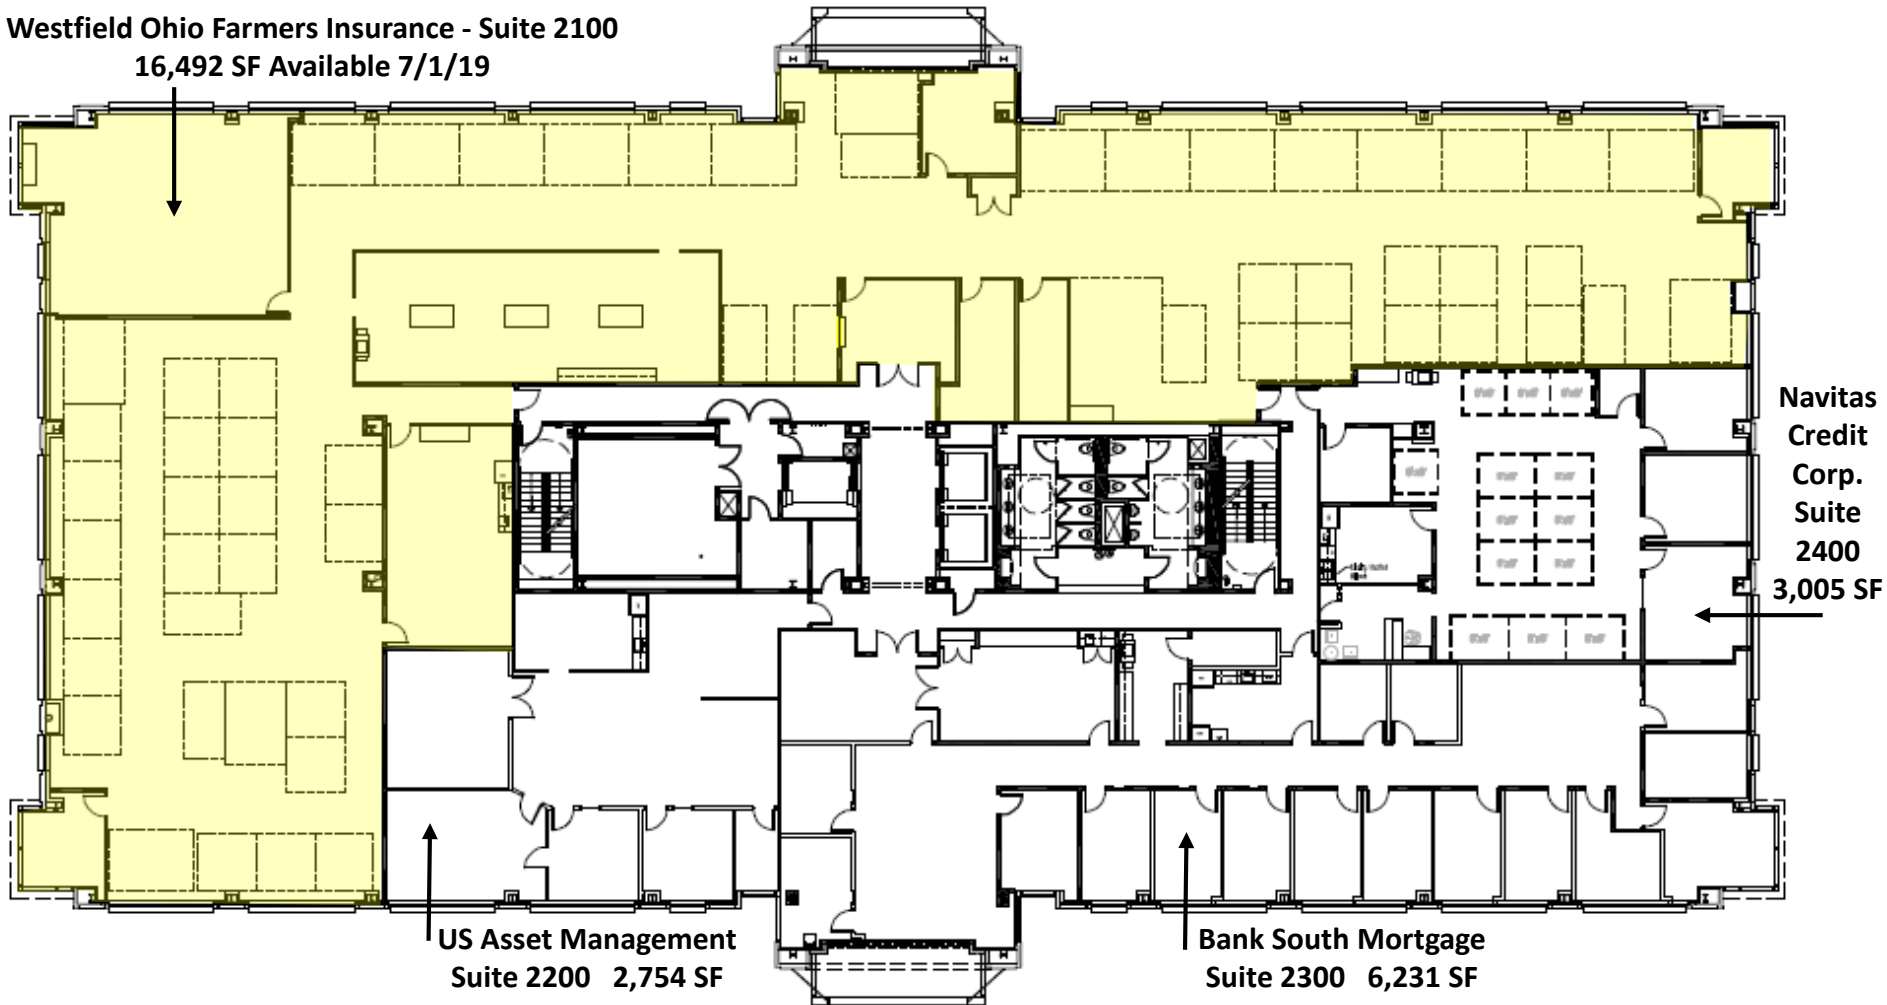 Westfield Ohio Farmers Insurance - Suite 2100
16,492 SF Available 7/1/19
Navitas
Credit
Corp.
Suite
2400
3,005 SF
US Asset Management
Suite 2200 2,754 SF
Bank South Mortgage
Suite 2300 6,231 SF